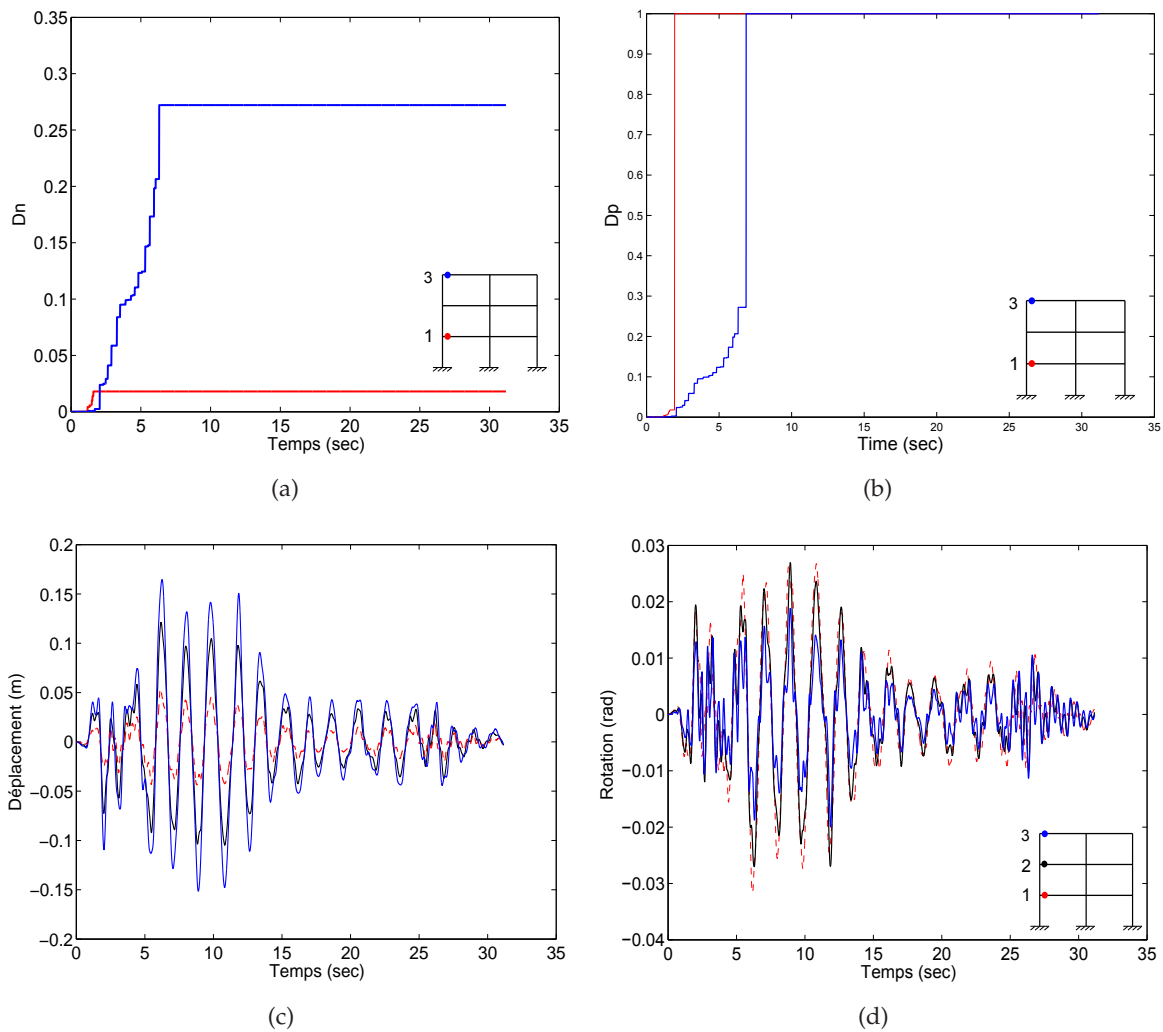 0.35
0.3
0.25
0.2
0.15
0.1
0.05
0
Dn
3
1
0 5 10 15 20 25 30 35
Temps (sec)
(a)
1
0.9
0.8
0.7
0.6
0.5
0.4
0.3
0.2
0.1
0
Dp
3
1
0 5 10 15 20 25 30 35
Time (sec)
(b)
0.2
0.15
0.1
0.05
0
−0.05
−0.1
−0.15
−0.2
Déplacement (m)
0 5 10 15 20 25 30 35
Temps (sec)
(c)
0.03
0.02
0.01
0
−0.01
−0.02
−0.03
−0.04
Rotation (rad)
3
2
1
0 5 10 15 20 25 30 35
Temps (sec)
(d)